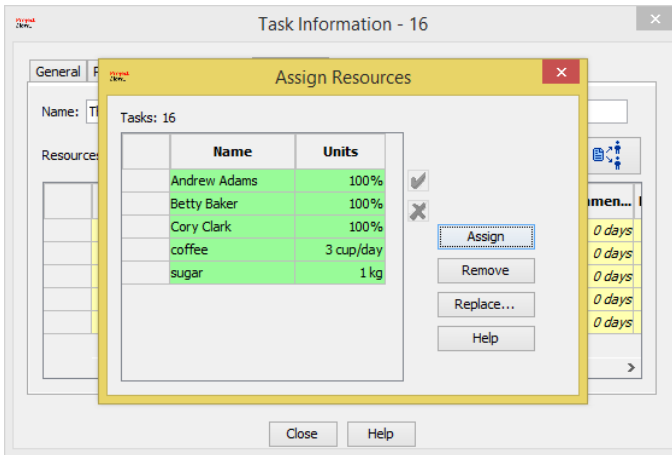 Task Information - 16
General
Assign Resources
Name:
Tasks: 16
Resources
Name Units
Andrew Adams 100%
Betty Baker 100%
Cory Clark 100%
coffee 3 cup/day
sugar 1 kg
Assign
Remove
Replace...
Help
men...
0 days
0 days
0 days
0 days
0 days
Close Help